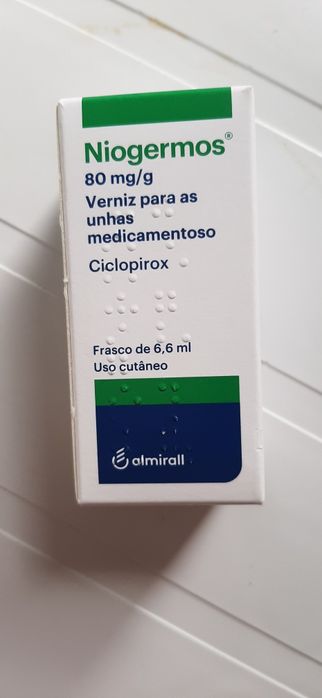 Niogermos®
80 mg/g
Verniz para as
unhas
medicamentoso
Ciclopirox
Frasco de 6,6 ml
Uso cutâneo
almirall